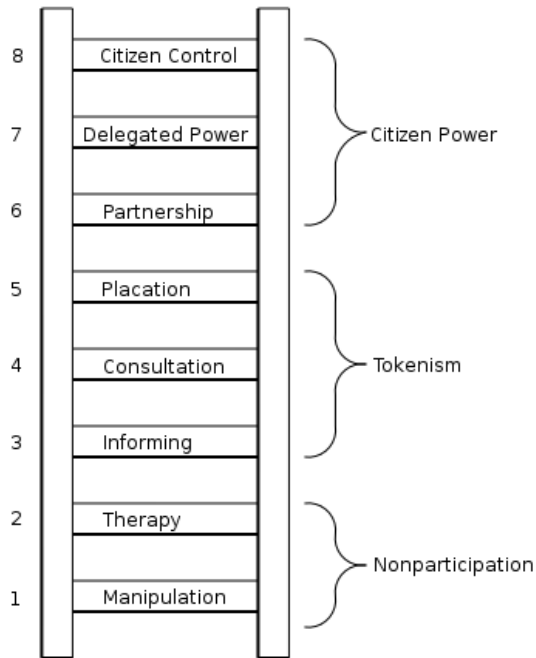 8 Citizen Control
7 Delegated Power
Citizen Power
6 Partnership
5 Placation
4 Consultation
Tokenism
3 Informing
2 Therapy
Nonparticipation
1 Manipulation